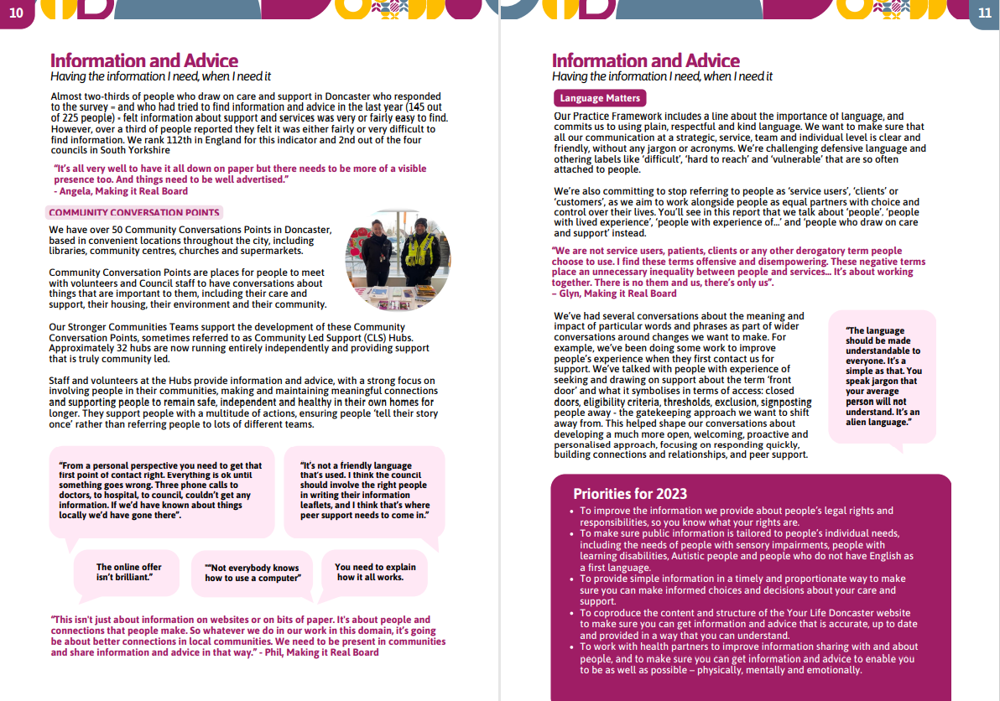 10
Information and Advice
Having the information I need, when I need it
Almost two-thirds of people who draw on care and support in Doncaster who responded
to the survey = and who had tried to find information and advice in the last year (145 out
of 225 people) - felt information about support and services was very or fairly easy to find.
However, over a third of people reported they felt it was either fairly or very difficult to
find information. We rank 112th in England for this indicator and 2nd out of the four
councils in South Yorkshire
“It’s all very well to have it all down on paper but there needs to be more of a visible
presence too. And things need to be well advertised.”
- Angela, Making it Real Board
COMMUNITY CONVERSATION POINTS
We have over 50 Community Conversations Points in Doncaster,
based in convenient locations throughout the city, including
libraries, community centres, churches and supermarkets.
Community Conversation Points are places for people to meet
with volunteers and Council staff to have conversations about
things that are important to them, including their care and
support, their housing, their environment and their community.
Our Stronger Communities Teams support the development of these Community
Conversation Points, sometimes referred to as Community Led Support (CLS) Hubs.
Approximately 32 hubs are now running entirely independently and providing support
that is truly community led.
Staff and volunteers at the Hubs provide information and advice, with a strong focus on
involving people in their communities, making and maintaining meaningful connections
and supporting people to remain safe, independent and healthy in their own homes for
longer. They support people with a multitude of actions, ensuring people ‘tell their story
once’ rather than referring people to lots of different teams.
“From a personal perspective you need to get that
first point of contact right. Everything is ok until
something goes wrong. Three phone calls to
doctors, to hospital, to council, couldn’t get any
information. If we’d have known about things
locally we’d have gone there”.
“It’s not a friendly language
that’s used. I think the council
should involve the right people
in writing their information
leaflets, and I think that’s where
peer support needs to come in.”
The online offer
isn’t brilliant.”
"“Not everybody knows
how to use a computer”
You need to explain
how it all works.
“This isn't just about information on websites or on bits of paper. It's about people and
connections that people make. So whatever we do in our work in this domain, it’s going
be about better connections in local communities. We need to be present in communities
and share information and advice in that way.” - Phil, Making it Real Board
11
Information and Advice
Having the information I need, when I need it
Language Matters
Our Practice Framework includes a line about the importance of language, and
commits us to using plain, respectful and kind language. We want to make sure that
all our communication at a strategic, service, team and individual level is clear and
friendly, without any jargon or acronyms. We’re challenging defensive language and
othering labels like ‘difficult’, ‘hard to reach’ and ‘vulnerable’ that are so often
attached to people.
We’re also committing to stop referring to people as ‘service users’, ‘clients’ or
‘customers’, as we aim to work alongside people as equal partners with choice and
control over their lives. You’ll see in this report that we talk about ‘people’, ‘people
with lived experience’, ‘people with experience of...’ and ‘people who draw on care
and support’ instead.
“We are not service users, patients, clients or any other derogatory term people
choose to use. I find these terms offensive and disempowering. These negative terms
place an unnecessary inequality between people and services... It’s about working
together. There is no them and us, there’s only us”.
– Glyn, Making it Real Board
We’ve had several conversations about the meaning and
impact of particular words and phrases as part of wider
conversations around changes we want to make. For
example, we’ve been doing some work to improve
people’s experience when they first contact us for
support. We’ve talked with people with experience of
seeking and drawing on support about the term ‘front
door’ and what it symbolises in terms of access: closed
doors, eligibility criteria, thresholds, exclusion, signposting
people away - the gatekeeping approach we want to shift
away from. This helped shape our conversations about
developing a much more open, welcoming, proactive and
personalised approach, focusing on responding quickly,
building connections and relationships, and peer support.
“The language
should be made
understandable to
everyone. It’s a
simple as that. You
speak jargon that
your average
person will not
understand. It’s an
alien language.”
Priorities for 2023
• To improve the information we provide about people’s legal rights and
responsibilities, so you know what your rights are.
• To make sure public information is tailored to people’s individual needs,
including the needs of people with sensory impairments, people with
learning disabilities, Autistic people and people who do not have English as
a first language.
• To provide simple information in a timely and proportionate way to make
sure you can make informed choices and decisions about your care and
support.
• To coproduce the content and structure of the Your Life Doncaster website
to make sure you can get information and advice that is accurate, up to date
and provided in a way that you can understand.
• To work with health partners to improve information sharing with and about
people, and to make sure you can get information and advice to enable you
to be as well as possible – physically, mentally and emotionally.